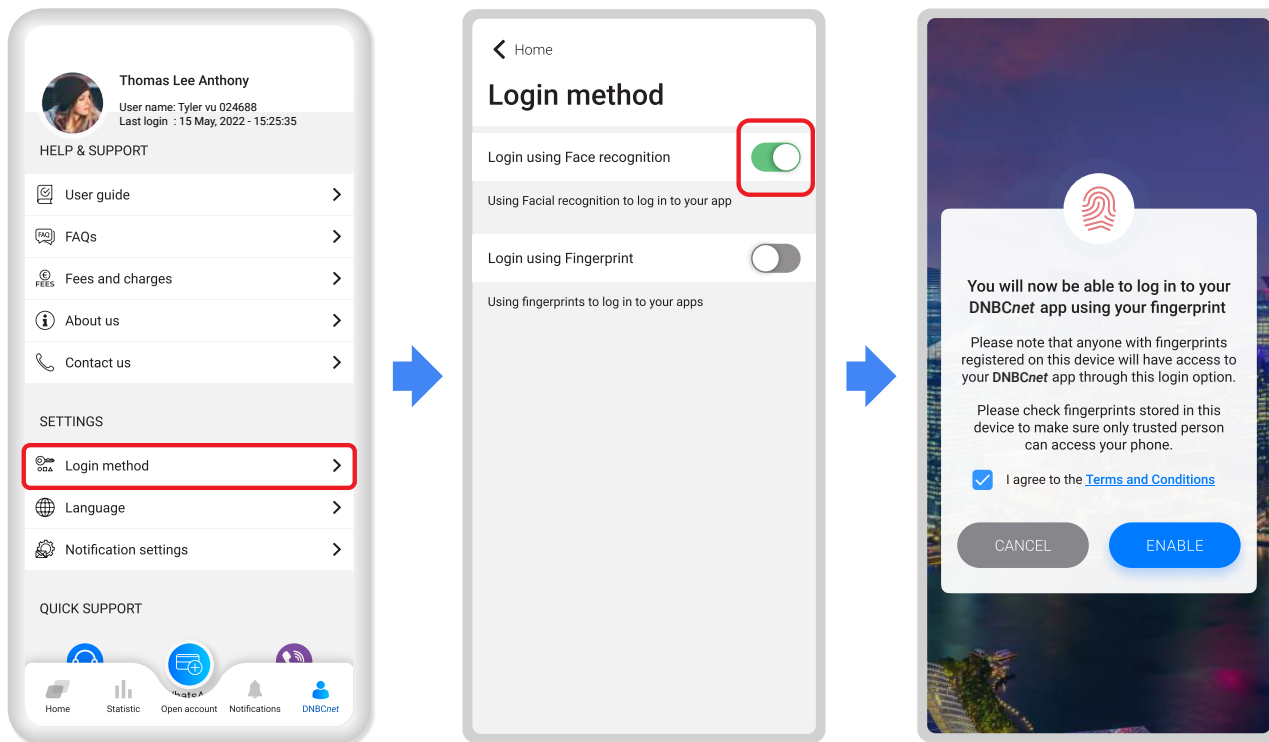 Thomas Lee Anthony
User name: Tyler vu 024688
Last login : 15 May, 2022 - 15:25:35
HELP & SUPPORT
User guide
FAQ
FAQs
FEES
Fees and charges
About us
Contact us
SETTINGS
Login method
Language
Notification settings
QUICK SUPPORT
Home
Statistic
Open account
Notifications
DNBCnet
Home
Login method
Login using Face recognition
Using Facial recognition to log in to your app
Login using Fingerprint
Using fingerprints to log in to your apps
You will now be able to log in to your
DNBCnet app using your fingerprint
Please note that anyone with fingerprints
registered on this device will have access to
your DNBCnet app through this login option.
Please check fingerprints stored in this
device to make sure only trusted person
can access your phone.
I agree to the Terms and Conditions
CANCEL
ENABLE